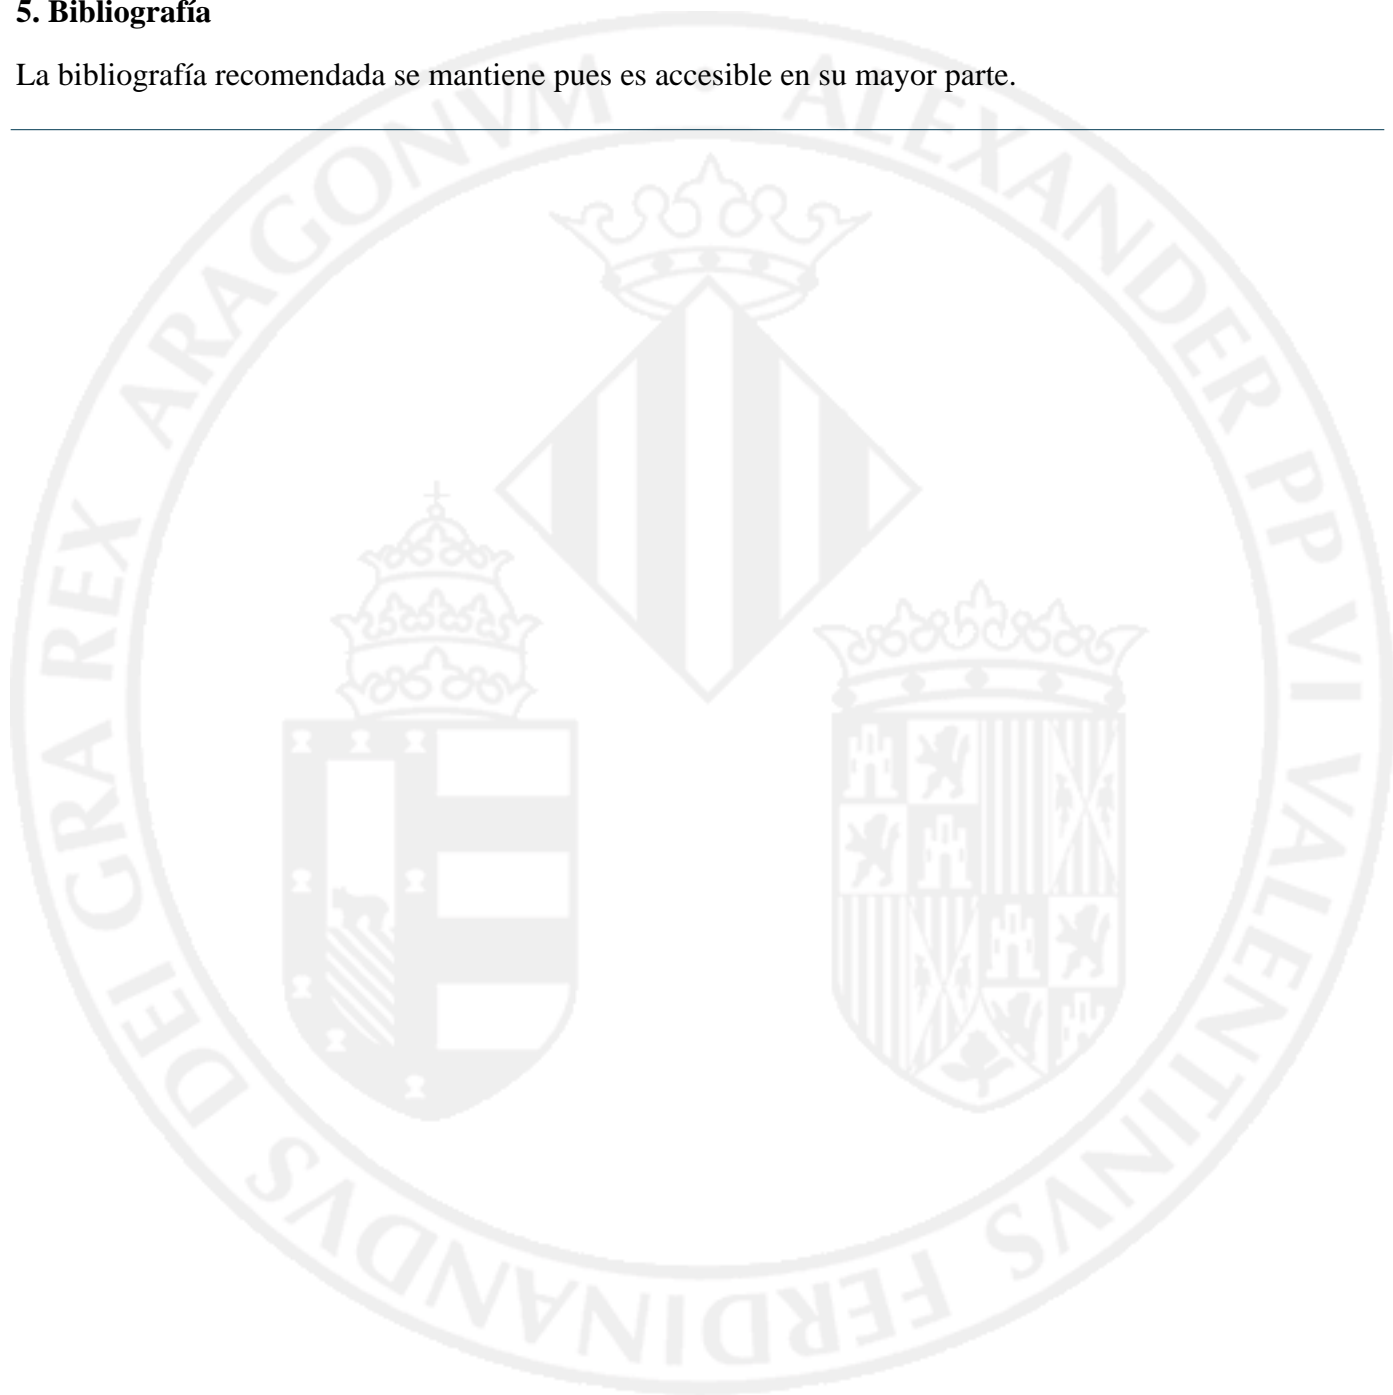 5. Bibliografía
La bibliografía recomendada se mantiene pues es accesible en su mayor parte.
ALEXANDER PP VI VALENTINVS FERDINANDVS DEI GRA REX ARAGONVM